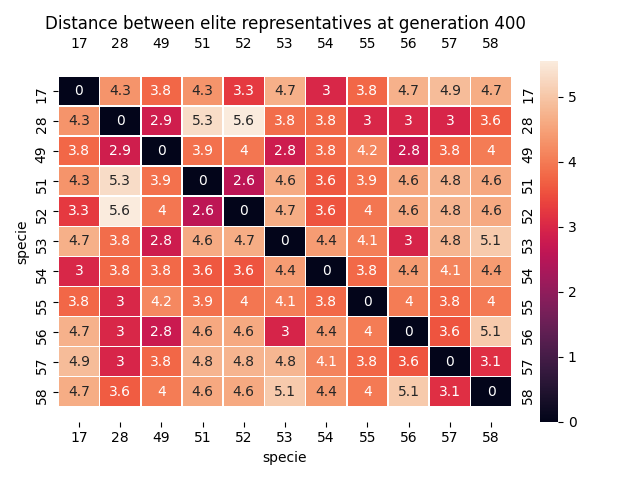 Distance between elite representatives at generation 400
17 28 49 51 52 53 54 55 56 57 58
17 0 4.3 3.8 4.3 3.3 4.7 3 3.8 4.7 4.9 4.7 17
28 4.3 0 2.9 5.3 5.6 3.8 3.8 3 3 3 3.6 28
49 3.8 2.9 0 3.9 4 2.8 3.8 4.2 2.8 3.8 4 49
51 4.3 5.3 3.9 0 2.6 4.6 3.6 3.9 4.6 4.8 4.6 51
52 3.3 5.6 4 2.6 0 4.7 3.6 4 4.6 4.8 4.6 52
53 4.7 3.8 2.8 4.6 4.7 0 4.4 4.1 3 4.8 5.1 53
54 3 3.8 3.8 3.6 3.6 4.4 0 3.8 4.4 4.1 4.4 54
55 3.8 3 4.2 3.9 4 4.1 3.8 0 4 3.8 4 55
56 4.7 3 2.8 4.6 4.6 3 4.4 4 0 3.6 5.1 56
57 4.9 3 3.8 4.8 4.8 4.8 4.1 3.8 3.6 0 3.1 57
58 4.7 3.6 4 4.6 4.6 5.1 4.4 4 5.1 3.1 0 58
17 28 49 51 52 53 54 55 56 57 58
specie
specie
5
4
3
2
1
0